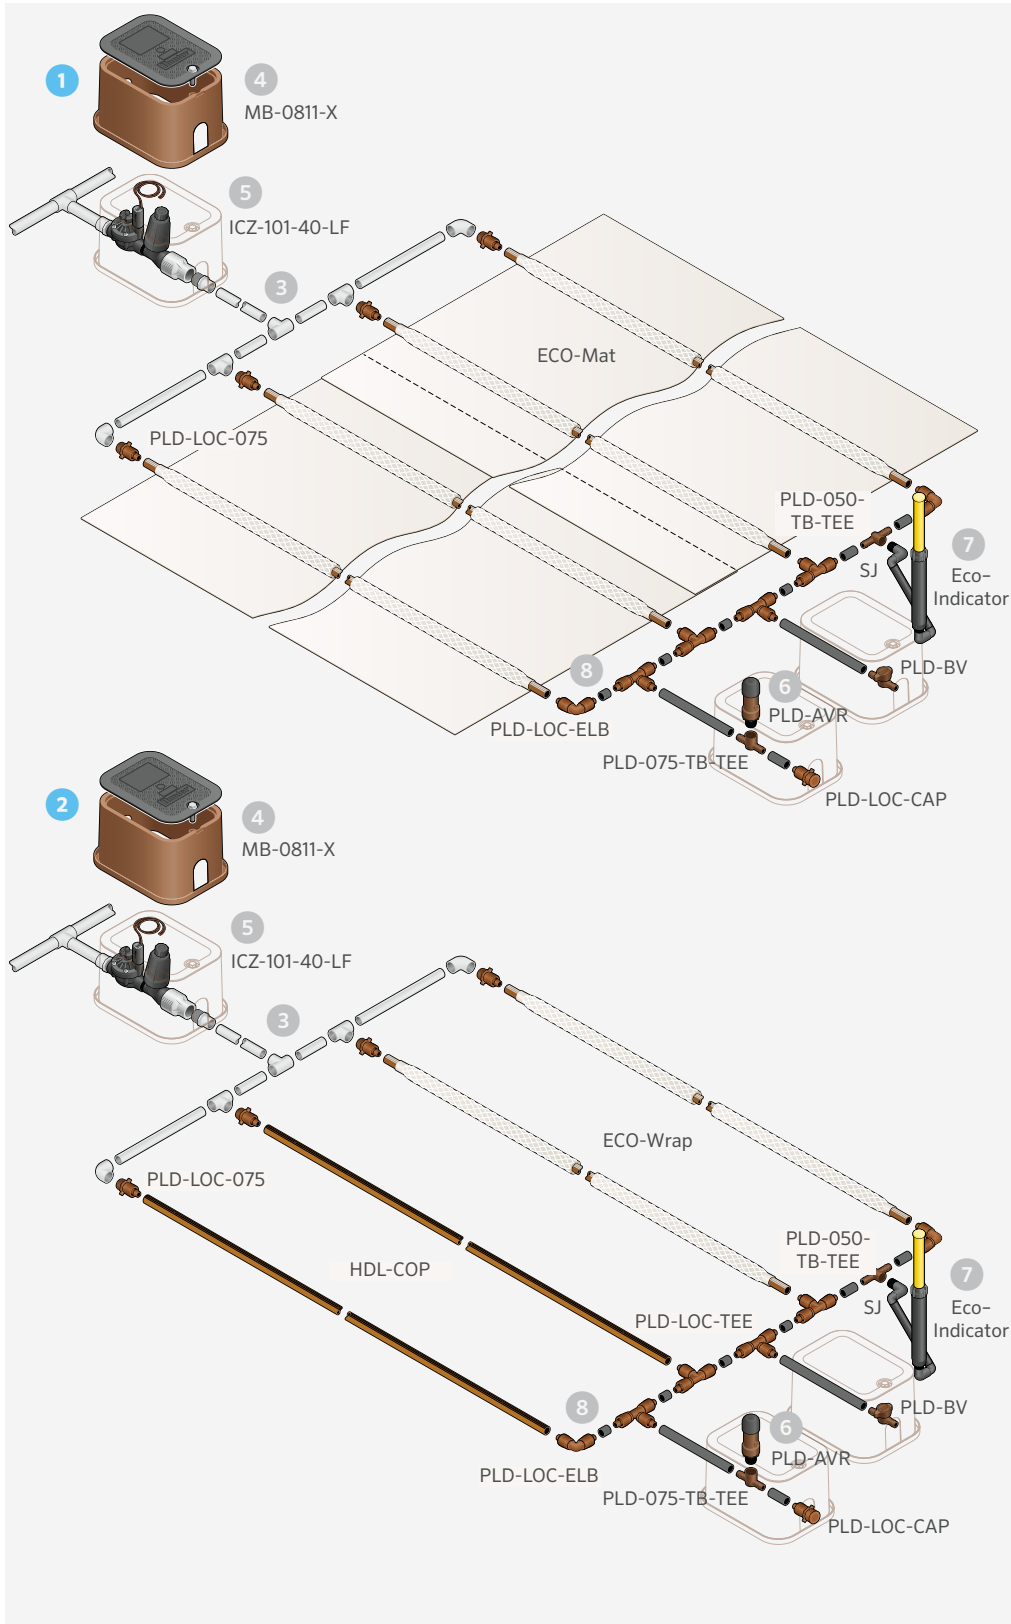 1
4
MB-0811-X
5
ICZ-101-40-LF
3
ECO-Mat
PLD-LOC-075
PLD-050-
TB-TEE
7
SJ
Eco-
Indicator
8
PLD-BV
6
PLD-AVR
PLD-LOC-ELB
PLD-075-TB-TEE
PLD-LOC-CAP
2
4
MB-0811-X
5
ICZ-101-40-LF
3
ECO-Wrap
PLD-LOC-075
PLD-050-
TB-TEE
HDL-COP
7
SJ
Eco-
Indicator
PLD-LOC-TEE
8
PLD-BV
6
PLD-AVR
PLD-LOC-ELB
PLD-075-TB-TEE
PLD-LOC-CAP